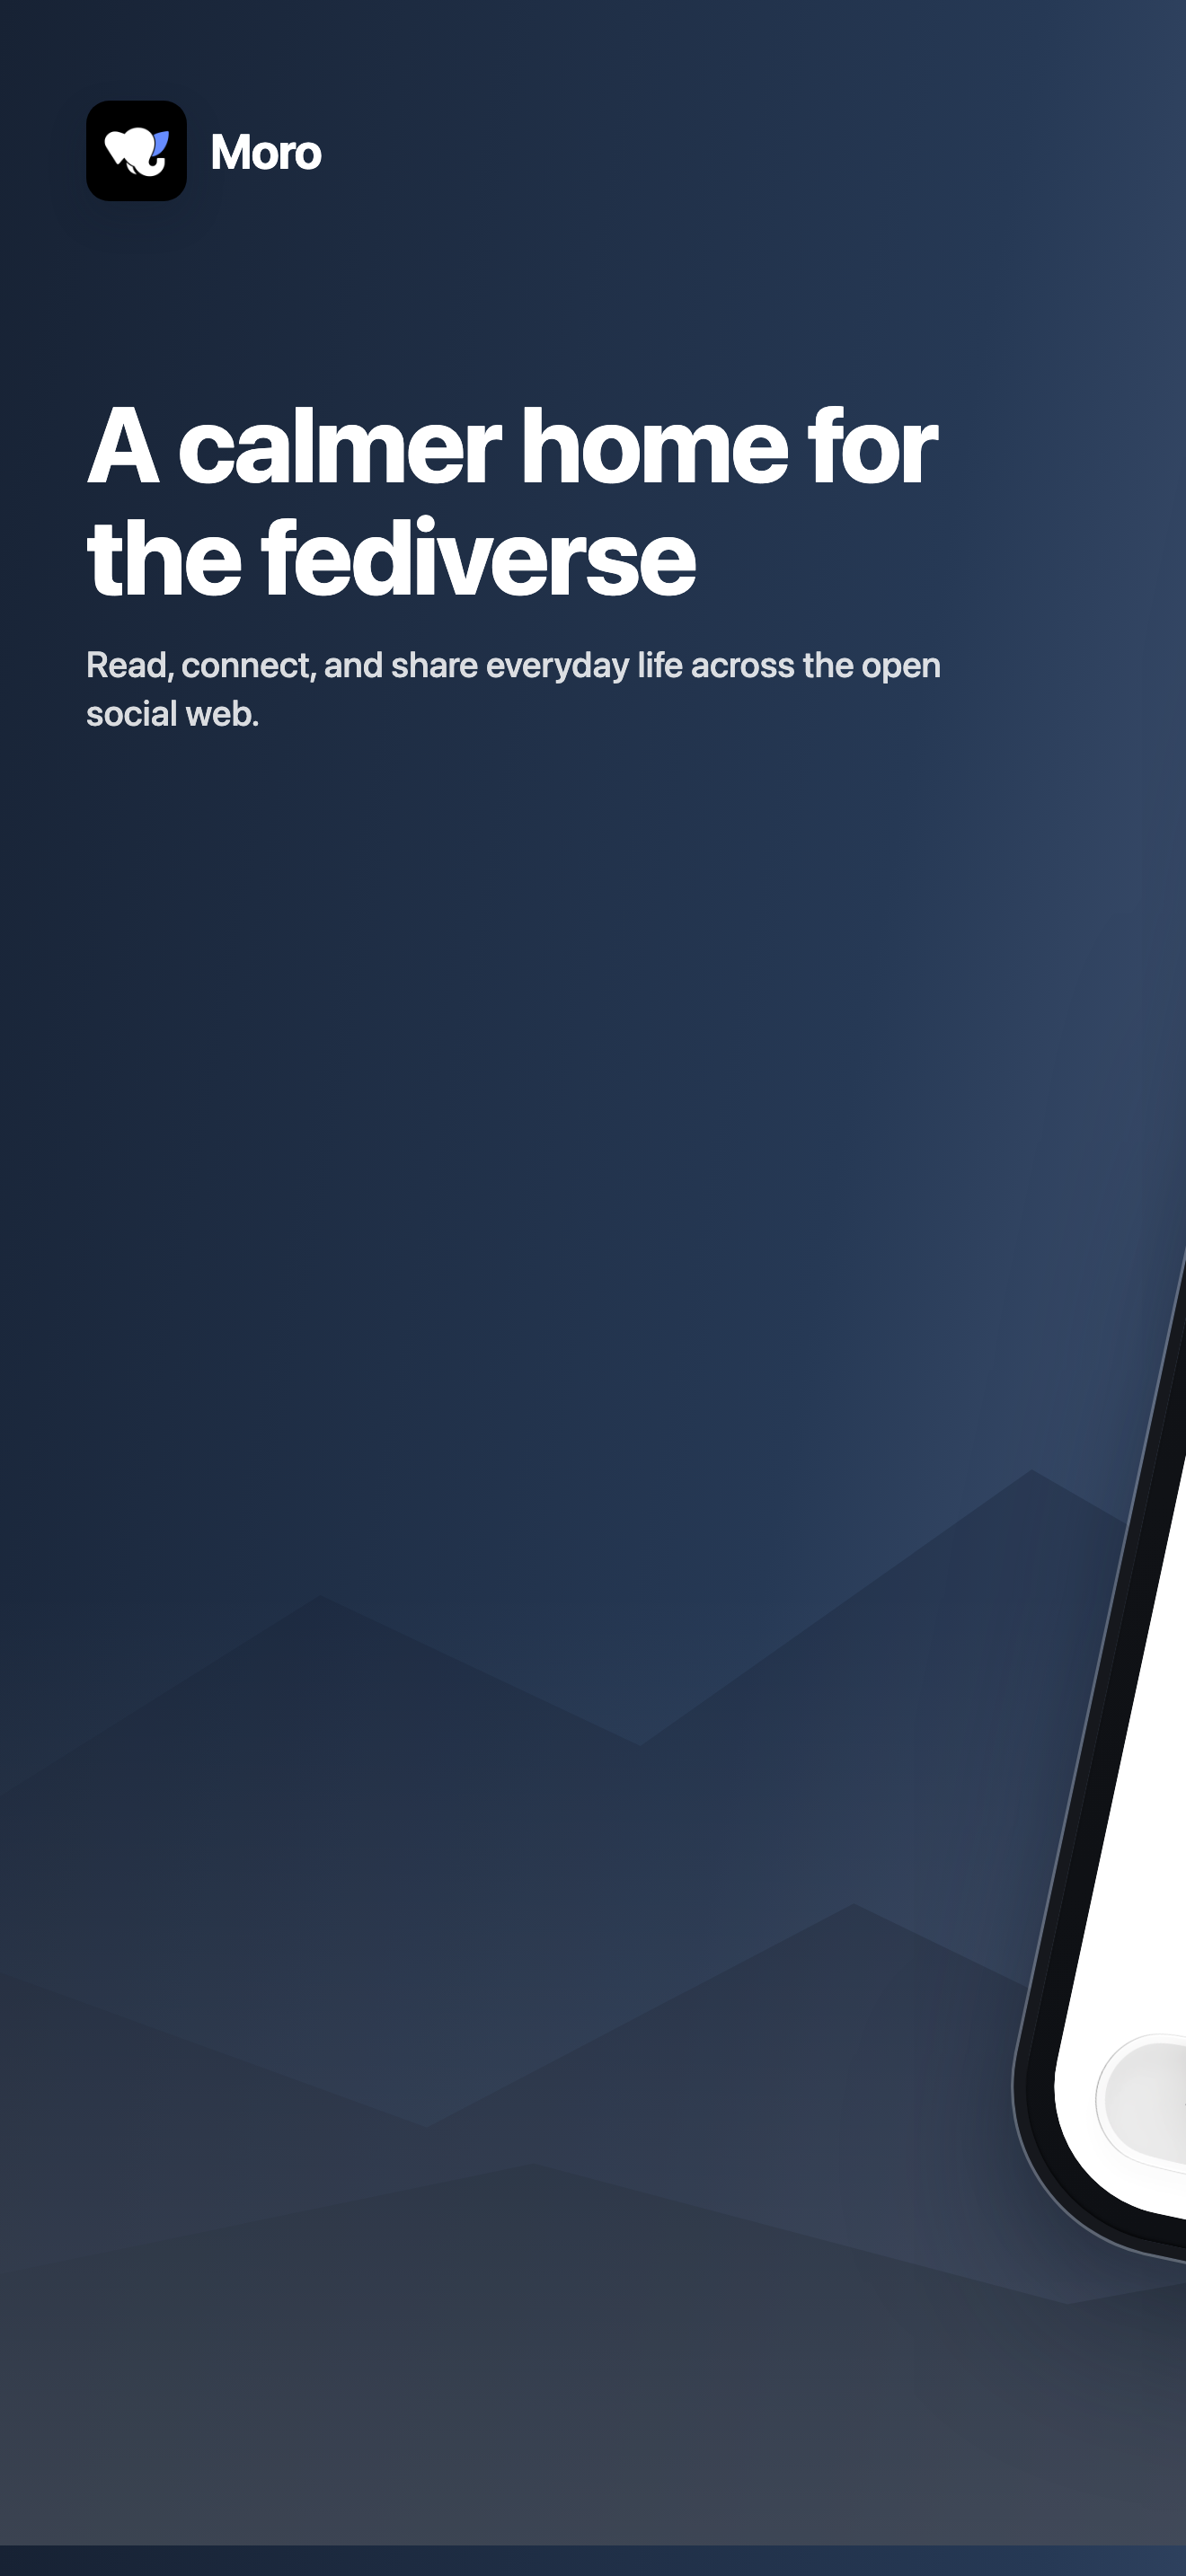 Moro
A calmer home for
the fediverse
Read, connect, and share everyday life across the open
social web.